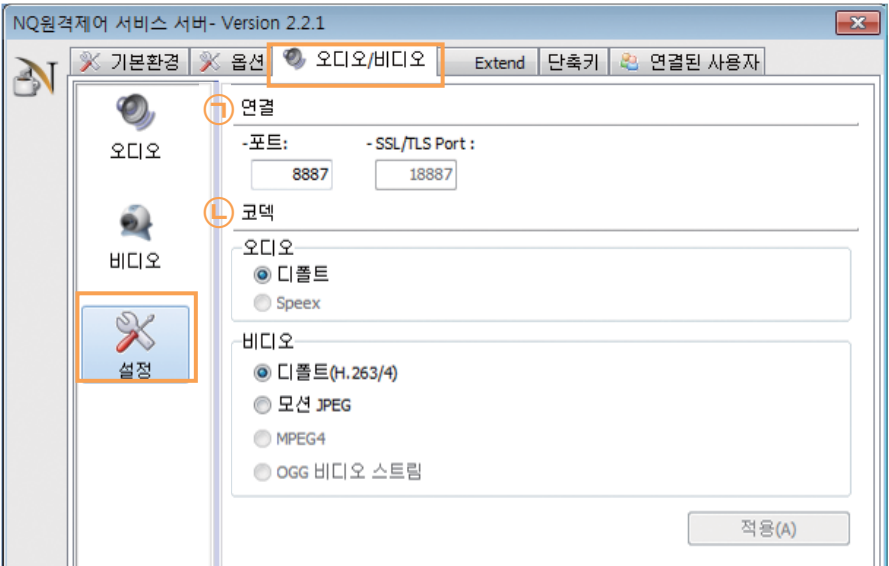 NQ원격제어 서비스 서버- Version 2.2.1
기본환경 옵션 오디오/비디오 Extend 단축키 연결된 사용자
오디오
비디오
설정
ㄱ 연결
-포트: - SSL/TLS Port :
8887 18887
ㄴ 코덱
오디오
디폴트
Speex
비디오
디폴트(H.263/4)
모션 JPEG
MPEG4
OGG 비디오 스트림
적용(A)